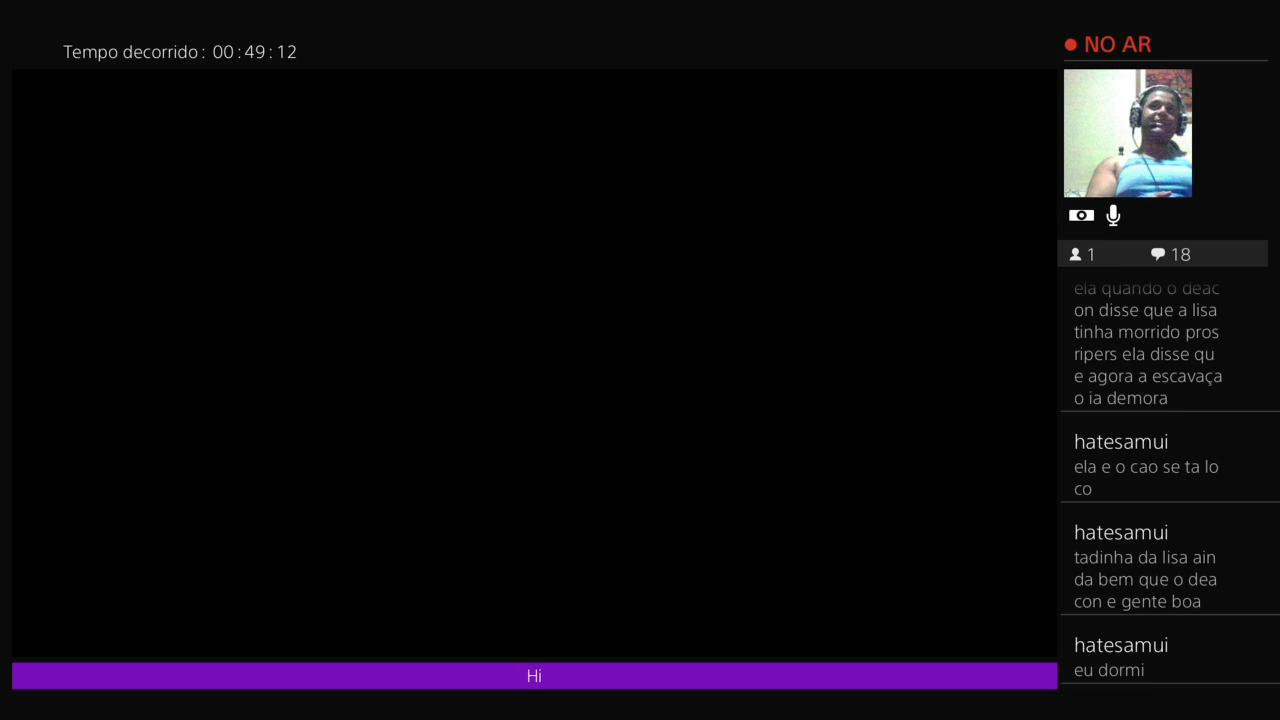 Tempo decorrido: 00:49:12
NO AR
1
18
ela quando o deac
on disse que a lisa
tinha morrido pros
ripers ela disse qu
e agora a escavaça
o ia demora
hatesamui
ela e o cao se ta lo
co
hatesamui
tadinha da lisa ain
da bem que o dea
con e gente boa
hatesamui
eu dormi
Hi